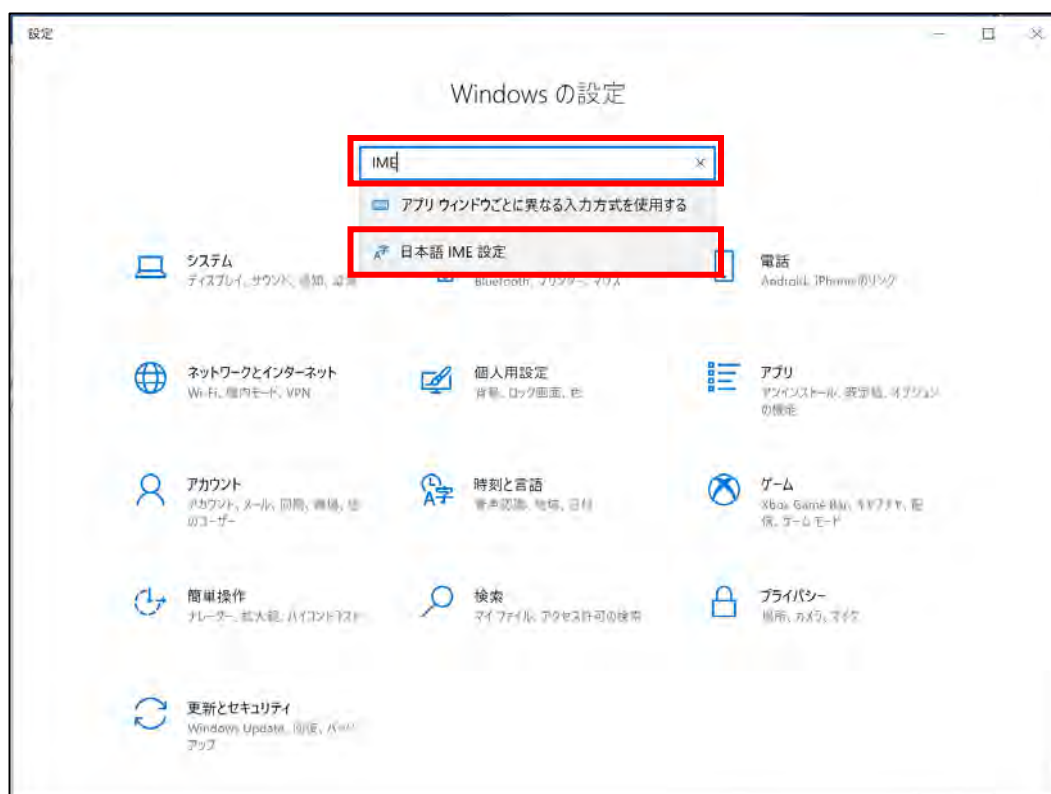 設定
Windows の設定
IME
アプリ ウィンドウごとに異なる入力方式を使用する
日本語 IME 設定
システム
ディスプレイ、サウンド、通知、電源
Bluetooth、プリンター、マウス
電話
Android、iPhone のリンク
ネットワークとインターネット
Wi-Fi、機内モード、VPN
個人用設定
背景、ロック画面、色
アプリ
アンインストール、既定値、オプション
の機能
アカウント
アカウント、メール、同期、職場、他
のユーザー
時刻と言語
音声認識、地域、日付
ゲーム
Xbox Game Bar、キャプチャ、配
信、ゲーム モード
簡単操作
ナレーター、拡大鏡、ハイコントラスト
検索
マイ ファイル、アクセス許可の検索
プライバシー
場所、カメラ、マイク
更新とセキュリティ
Windows Update、回復、バック
アップ